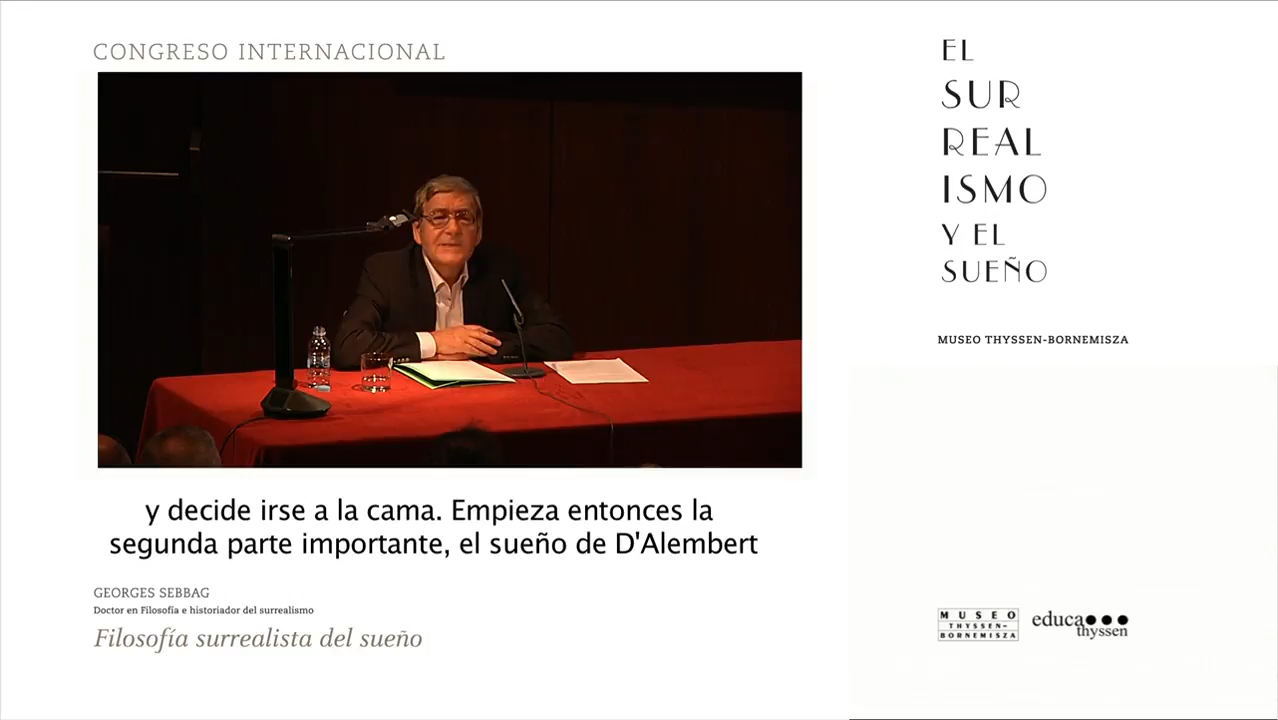 CONGRESO INTERNACIONAL
EL
SUR
REAL
ISMO
Y EL
SUEÑO
MUSEO THYSSEN-BORNEMISZA
y decide irse a la cama. Empieza entonces la
segunda parte importante, el sueño de D'Alembert
GEORGES SEBBAG
Doctor en Filosofía e historiador del surrealismo
Filosofía surrealista del sueño
MUSEO
THYSSEN-
BORNEMISZA
educa
thyssen